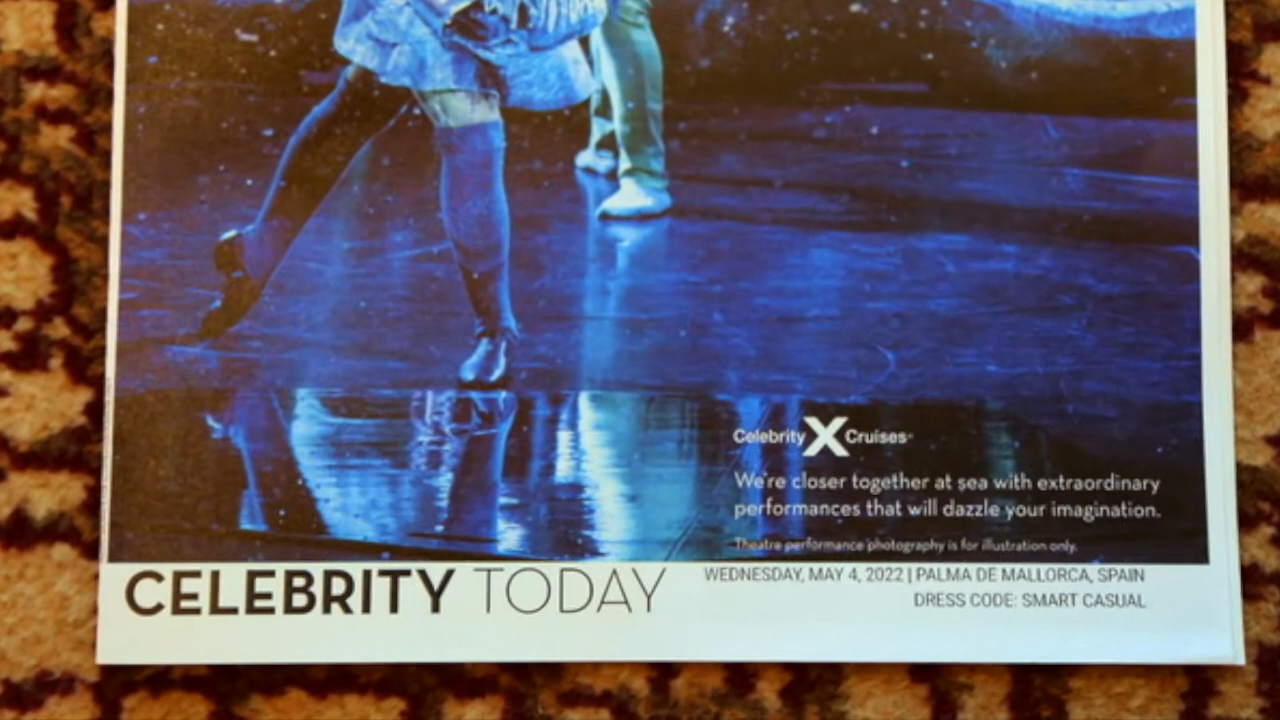 Celebrity X Cruises
We're closer together at sea with extraordinary
performances that will dazzle your imagination.
Theatre performance photography is for illustration only.
CELEBRITY TODAY
WEDNESDAY, MAY 4, 2022 | PALMA DE MALLORCA, SPAIN
DRESS CODE: SMART CASUAL